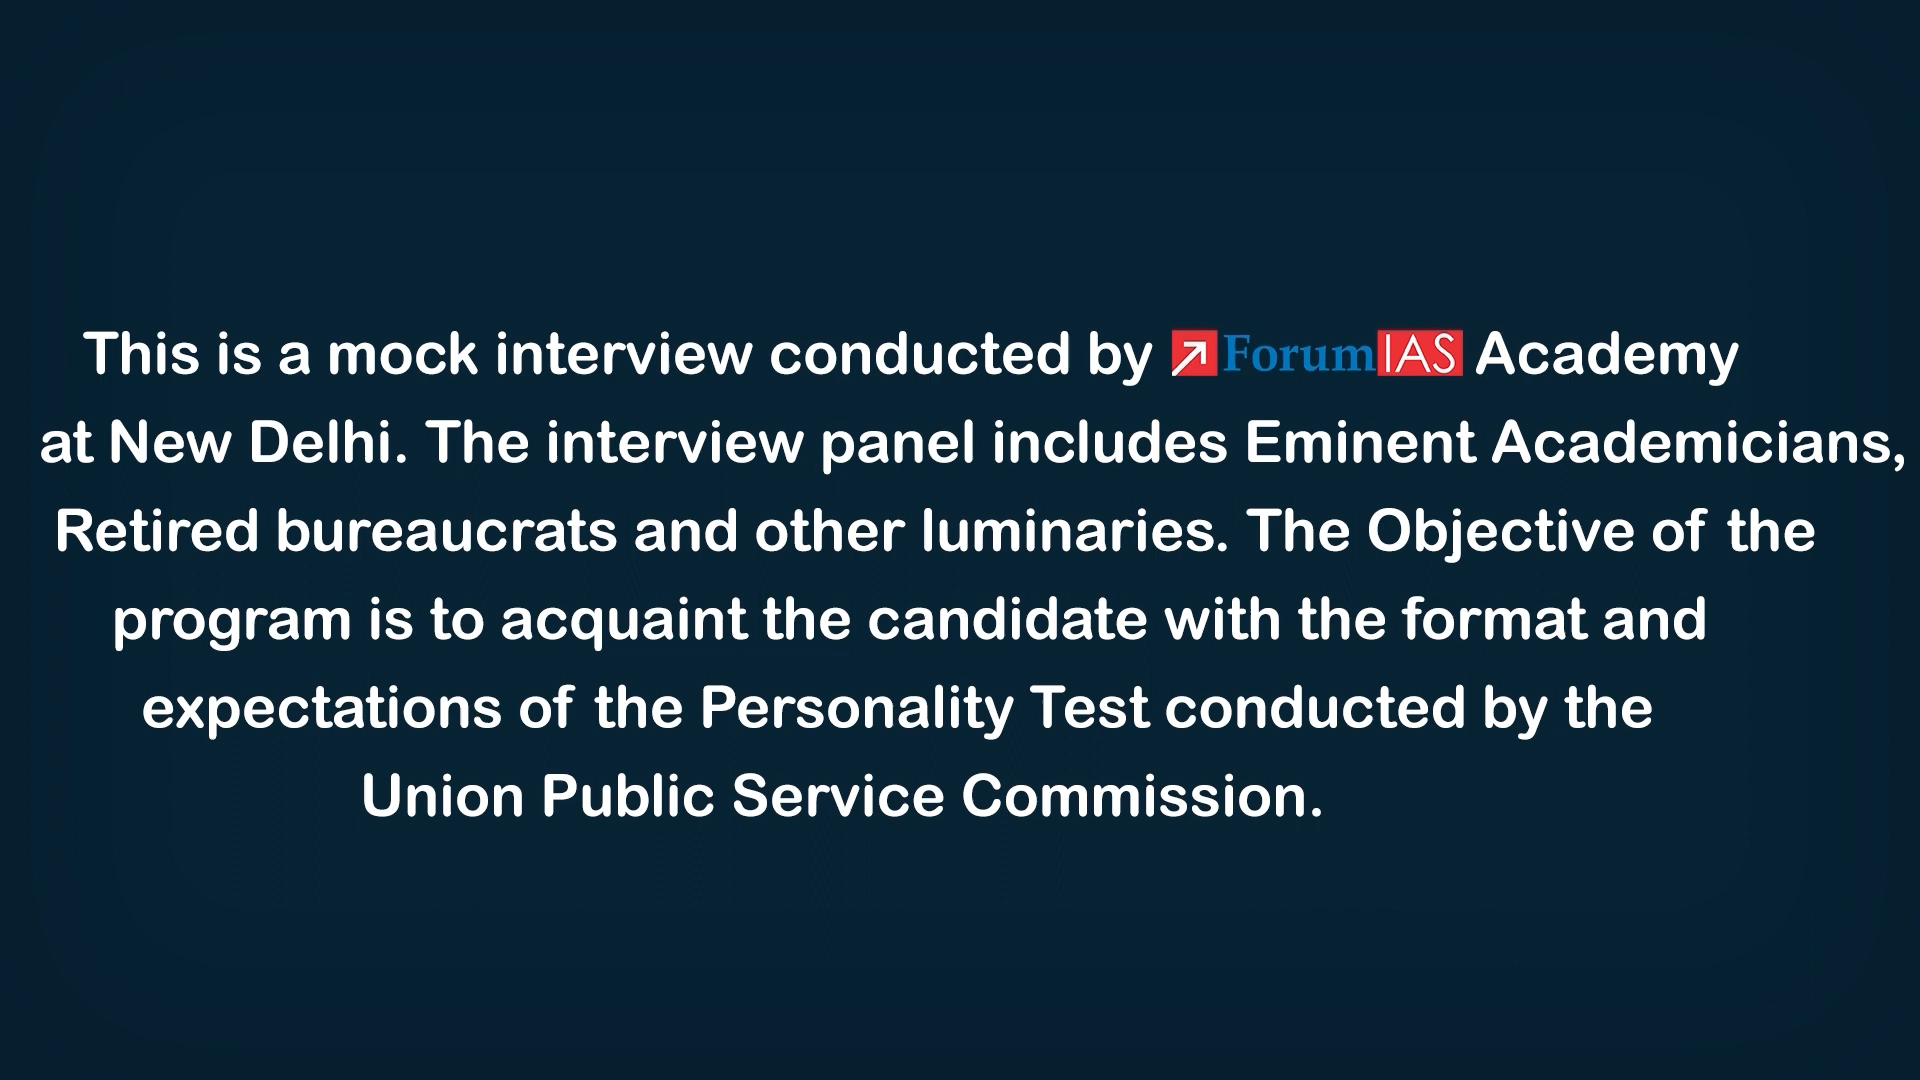 This is a mock interview conducted by ForumIAS Academy
at New Delhi. The interview panel includes Eminent Academicians,
Retired bureaucrats and other luminaries. The Objective of the
program is to acquaint the candidate with the format and
expectations of the Personality Test conducted by the
Union Public Service Commission.